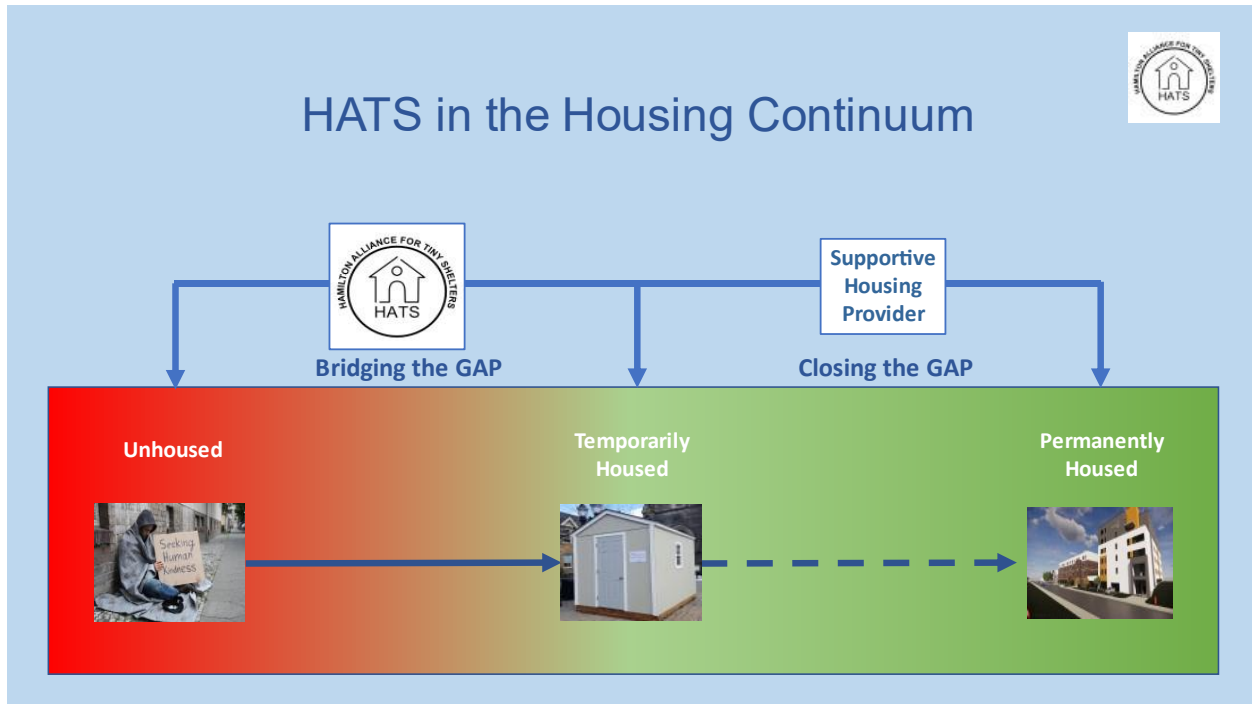 HAMILTON ALLIANCE FOR TINY SHELTERS
HATS
HATS in the Housing Continuum
HAMILTON ALLIANCE FOR TINY SHELTERS
HATS
Supportive
Housing
Provider
Bridging the GAP
Closing the GAP
Unhoused
Temporarily
Housed
Permanently
Housed
Seeking
Human
Kindness